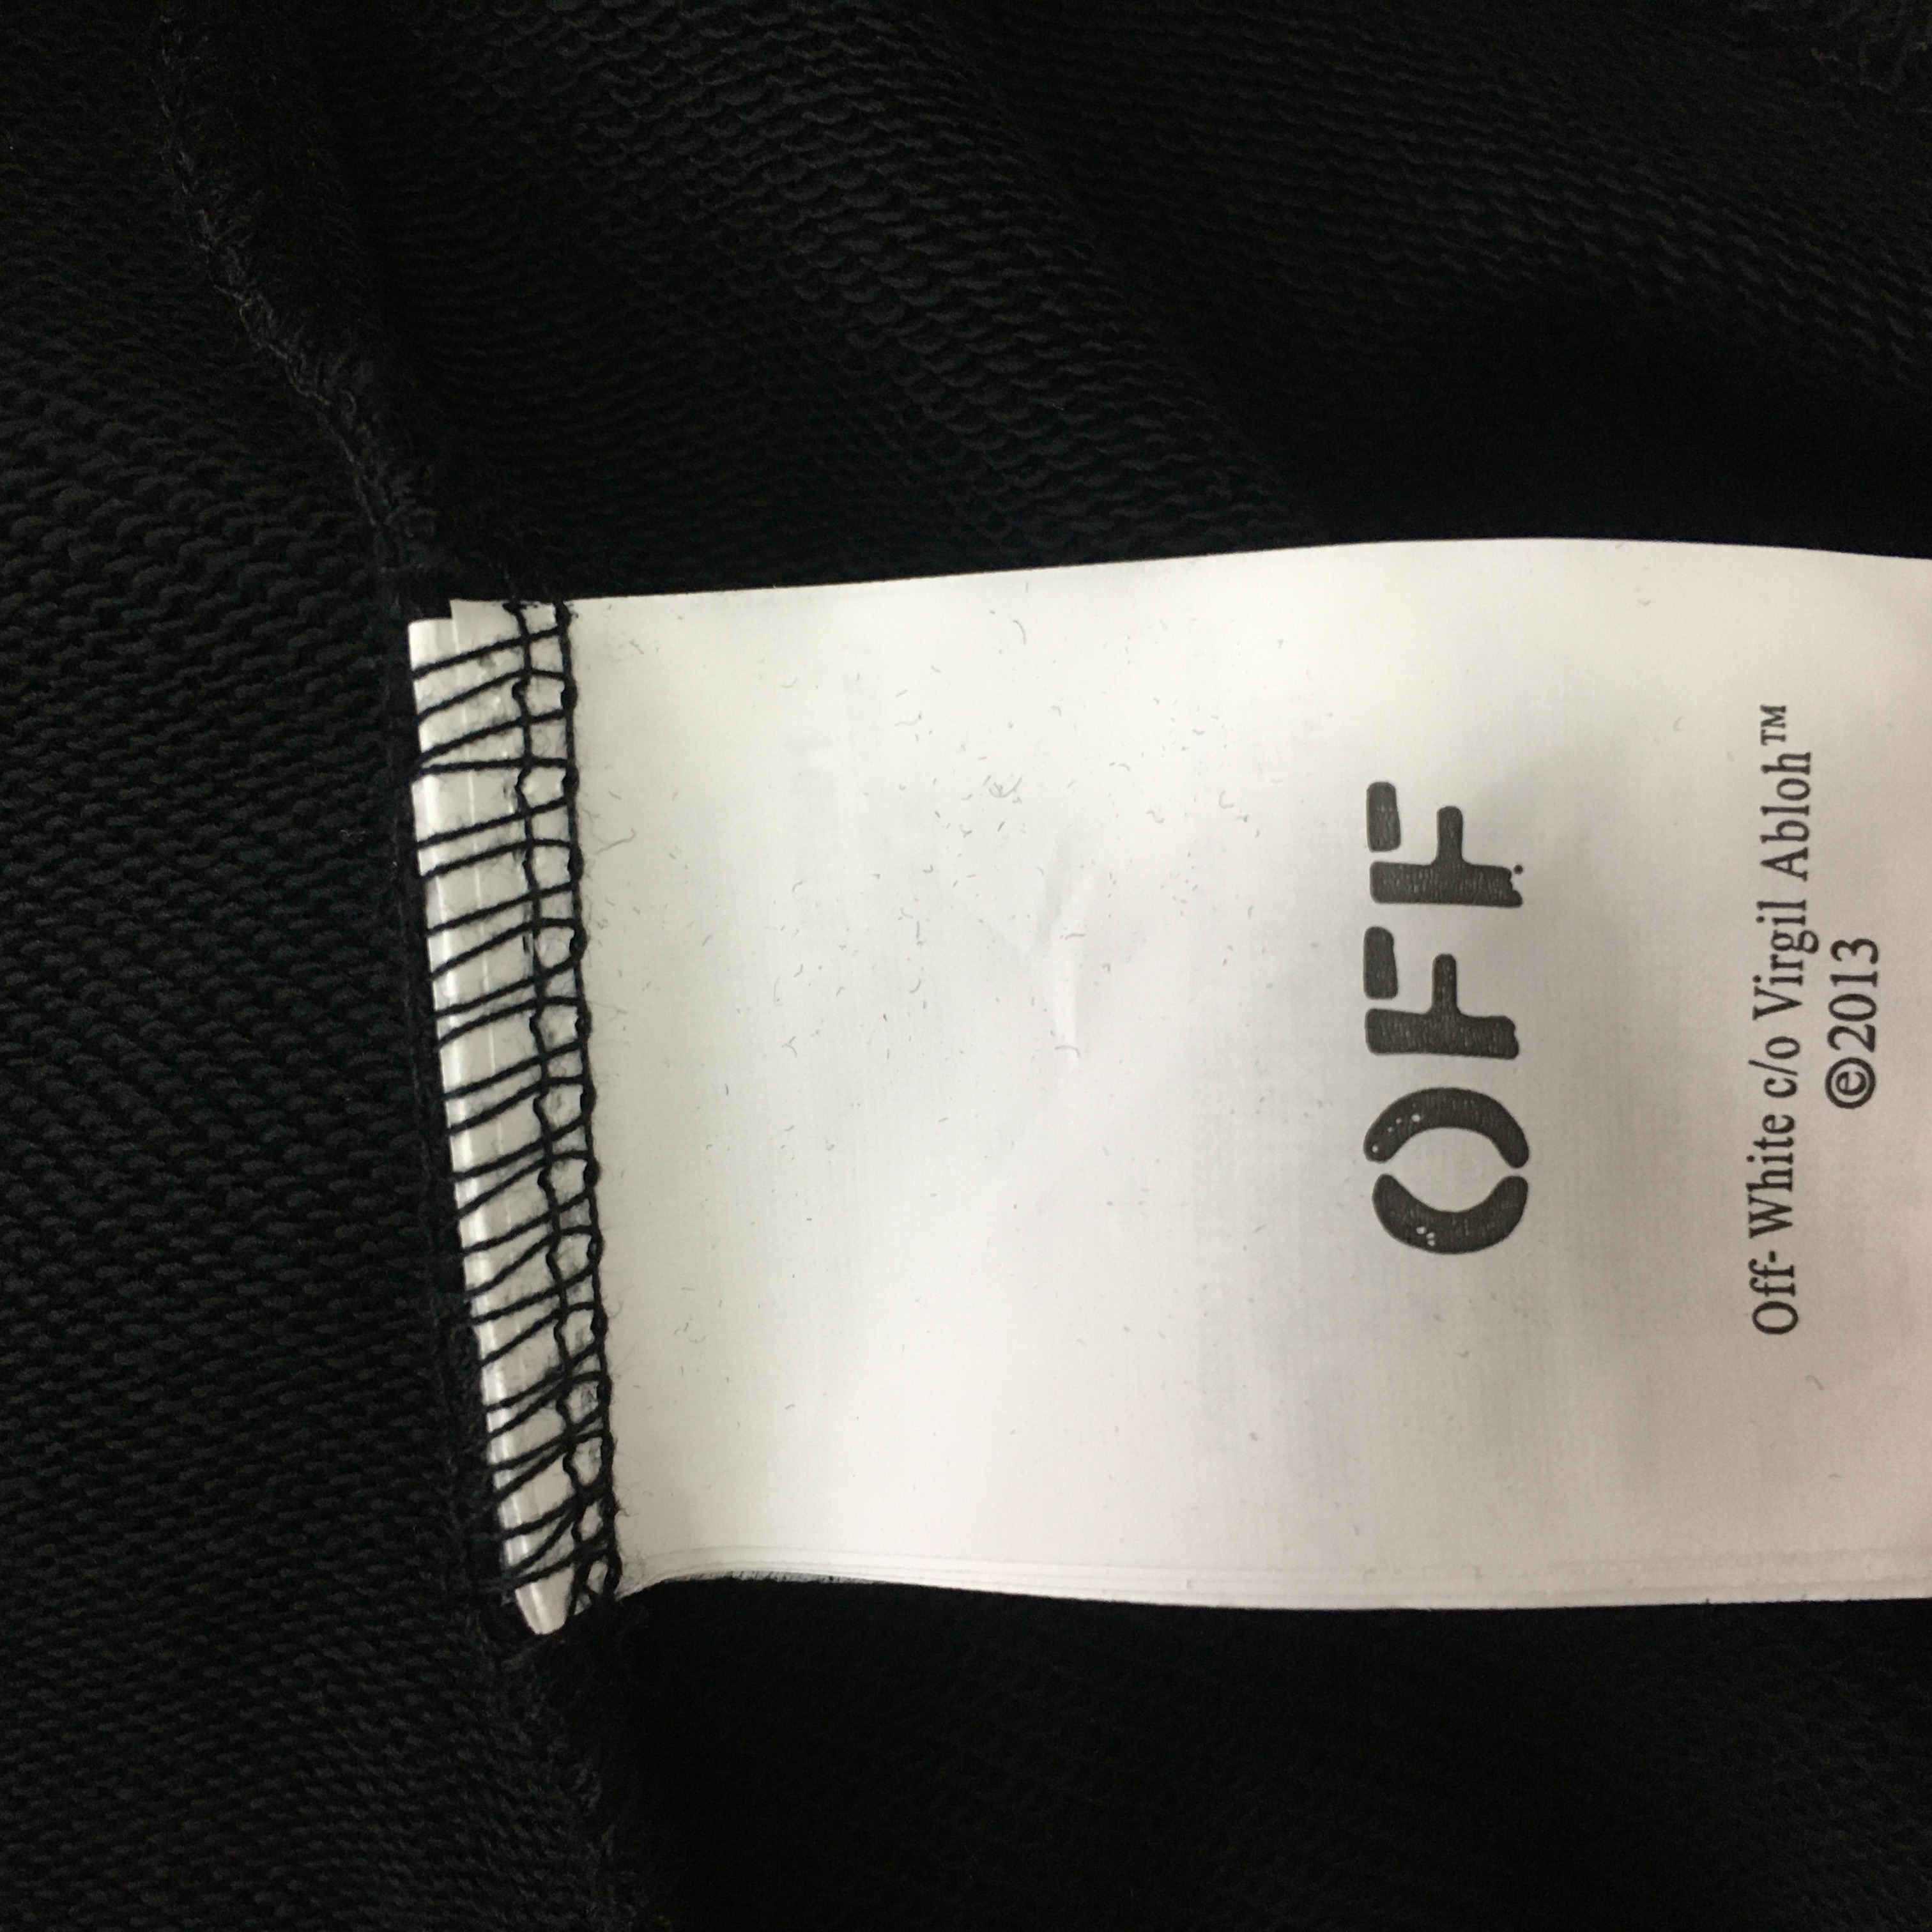 OFF
Off-White c/o Virgil Abloh™
©2013